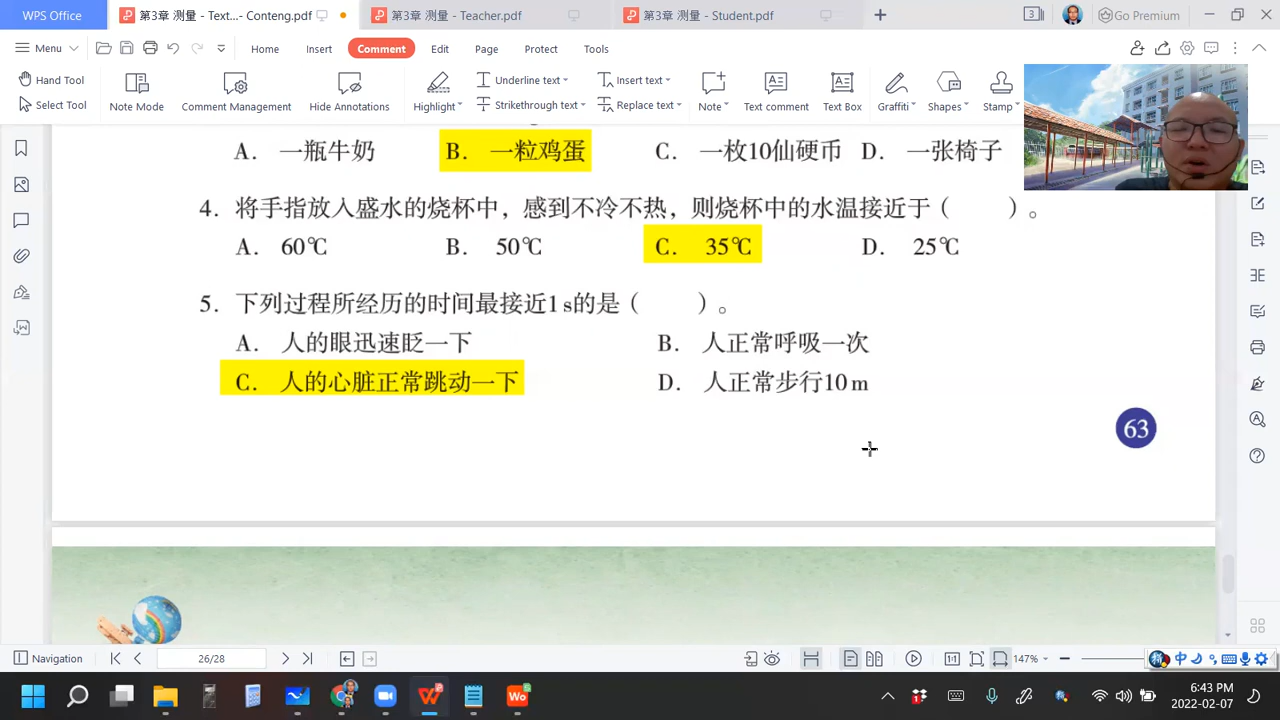 WPS Office
第3章 测量 - Text...- Conteng.pdf
第3章 测量 - Teacher.pdf
第3章 测量 - Student.pdf
Go Premium
Menu
Home
Insert
Comment
Edit
Page
Protect
Tools
Hand Tool
Select Tool
Note Mode
Comment Management
Hide Annotations
Highlight
Underline text
Strikethrough text
Insert text
Replace text
Note
Text comment
Text Box
Graffiti
Shapes
Stamp
A. 一瓶牛奶 B. 一粒鸡蛋 C. 一枚10仙硬币 D. 一张椅子
4. 将手指放入盛水的烧杯中，感到不冷不热，则烧杯中的水温接近于（ ）。
A. 60℃ B. 50℃ C. 35℃ D. 25℃
5. 下列过程所经历的时间最接近1 s的是（ ）。
A. 人的眼迅速眨一下 B. 人正常呼吸一次
C. 人的心脏正常跳动一下 D. 人正常步行10 m
63
Navigation
26/28
147%
中
6:43 PM
2022-02-07